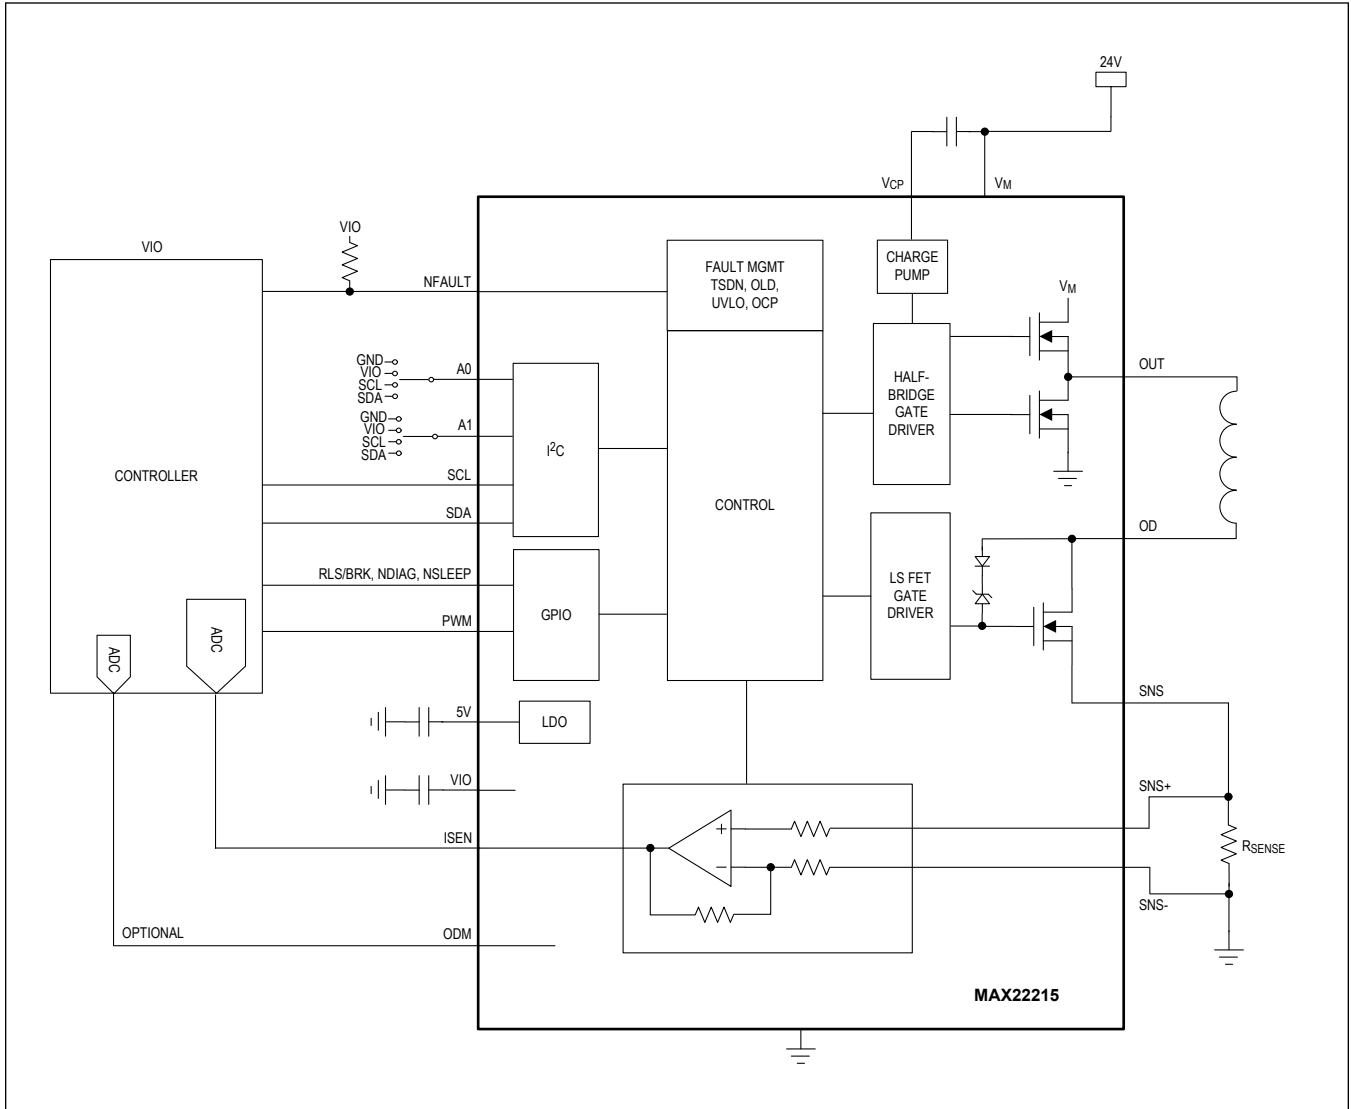 24V
VCP
VM
VIO
VIO
NFAULT
FAULT MGMT
TSDN, OLD,
UVLO, OCP
CHARGE
PUMP
VM
GND
VIO
SCL
SDA
A0
GND
VIO
SCL
SDA
A1
I²C
HALF-
BRIDGE
GATE
DRIVER
OUT
CONTROLLER
SCL
SDA
CONTROL
OD
RLS/BRK, NDIAG, NSLEEP
PWM
GPIO
LS FET
GATE
DRIVER
ADC
ADC
SNS
5V
LDO
VIO
SNS+
ISEN
+
−
RSENSE
SNS-
OPTIONAL
ODM
MAX22215